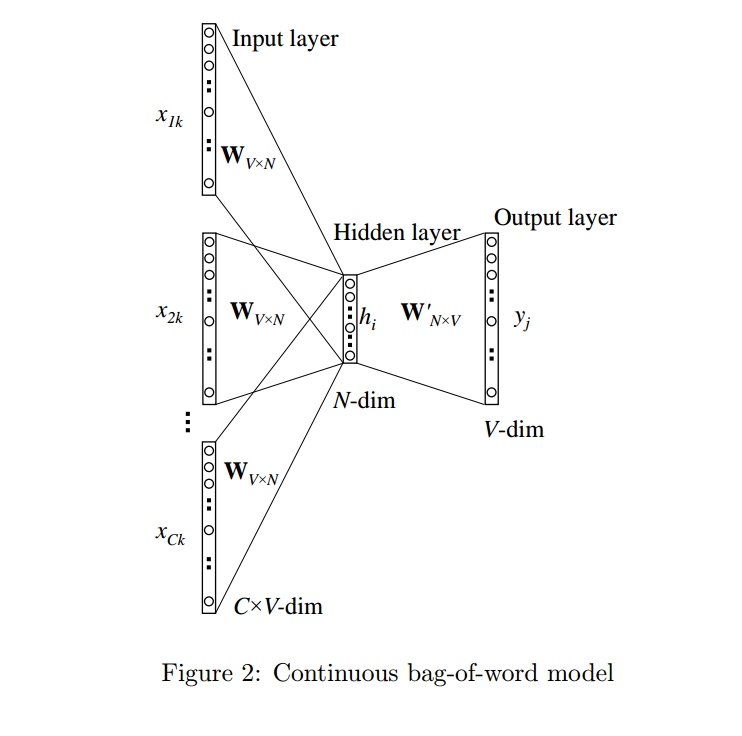 Input layer
x1k
WV×N
Hidden layer
Output layer
x2k
WV×N
hi
W'N×V
yj
N-dim
V-dim
WV×N
xCk
C×V-dim
Figure 2: Continuous bag-of-word model